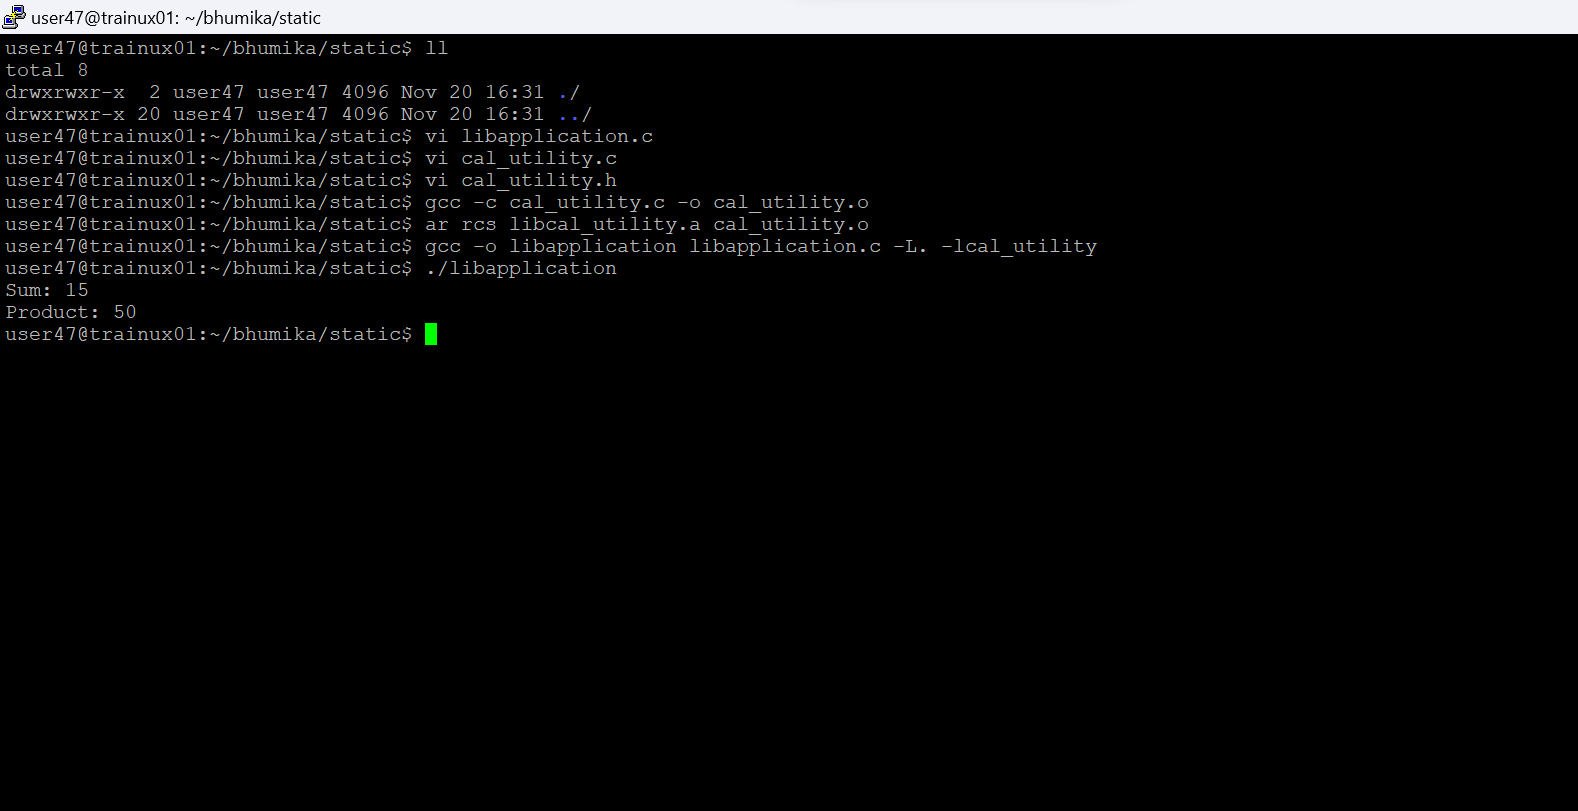 user47@trainux01: ~/bhumika/static
user47@trainux01:~/bhumika/static$ ll
total 8
drwxrwxr-x  2 user47 user47 4096 Nov 20 16:31 ./
drwxrwxr-x 20 user47 user47 4096 Nov 20 16:31 ../
user47@trainux01:~/bhumika/static$ vi libapplication.c
user47@trainux01:~/bhumika/static$ vi cal_utility.c
user47@trainux01:~/bhumika/static$ vi cal_utility.h
user47@trainux01:~/bhumika/static$ gcc -c cal_utility.c -o cal_utility.o
user47@trainux01:~/bhumika/static$ ar rcs libcal_utility.a cal_utility.o
user47@trainux01:~/bhumika/static$ gcc -o libapplication libapplication.c -L. -lcal_utility
user47@trainux01:~/bhumika/static$ ./libapplication
Sum: 15
Product: 50
user47@trainux01:~/bhumika/static$